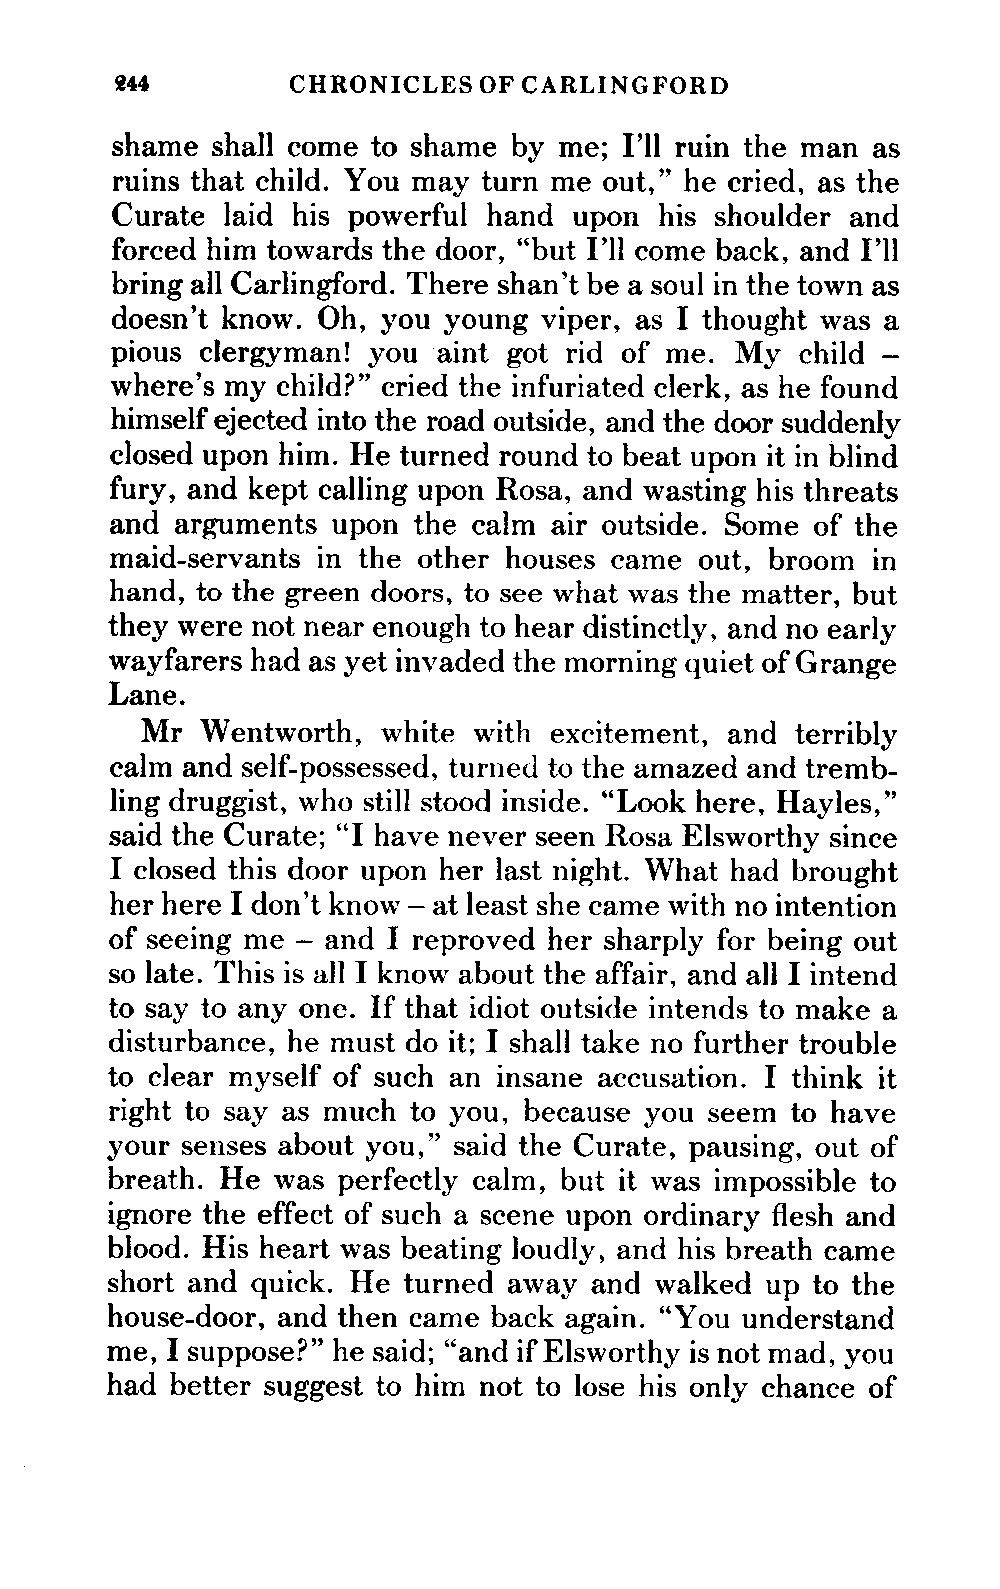 244 CHRONICLES OF CARLINGFORD
shame shall come to shame by me; I'll ruin the man as
ruins that child. You may turn me out,” he cried, as the
Curate laid his powerful hand upon his shoulder and
forced him towards the door, “but I'll come back, and I'll
bring all Carlingford. There shan't be a soul in the town as
doesn't know. Oh, you young viper, as I thought was a
pious clergyman! you aint got rid of me. My child –
where's my child?” cried the infuriated clerk, as he found
himself ejected into the road outside, and the door suddenly
closed upon him. He turned round to beat upon it in blind
fury, and kept calling upon Rosa, and wasting his threats
and arguments upon the calm air outside. Some of the
maid-servants in the other houses came out, broom in
hand, to the green doors, to see what was the matter, but
they were not near enough to hear distinctly, and no early
wayfarers had as yet invaded the morning quiet of Grange
Lane.
Mr Wentworth, white with excitement, and terribly
calm and self-possessed, turned to the amazed and tremb-
ling druggist, who still stood inside. “Look here, Hayles,”
said the Curate; “I have never seen Rosa Elsworthy since
I closed this door upon her last night. What had brought
her here I don't know – at least she came with no intention
of seeing me – and I reproved her sharply for being out
so late. This is all I know about the affair, and all I intend
to say to any one. If that idiot outside intends to make a
disturbance, he must do it; I shall take no further trouble
to clear myself of such an insane accusation. I think it
right to say as much to you, because you seem to have
your senses about you,” said the Curate, pausing, out of
breath. He was perfectly calm, but it was impossible to
ignore the effect of such a scene upon ordinary flesh and
blood. His heart was beating loudly, and his breath came
short and quick. He turned away and walked up to the
house-door, and then came back again. “You understand
me, I suppose?” he said; “and if Elsworthy is not mad, you
had better suggest to him not to lose his only chance of